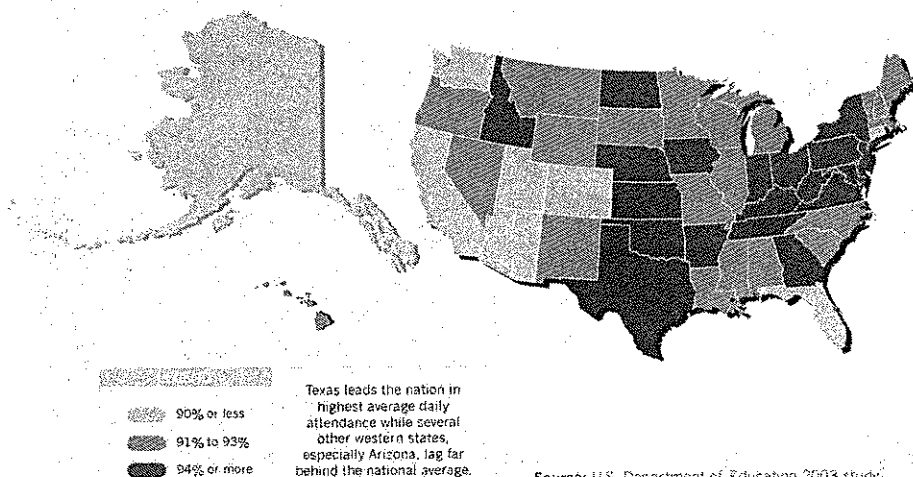 90% or less
91% to 93%
94% or more
Texas leads the nation in
highest average daily
attendance while several
other western states,
especially Arizona, lag far
behind the national average.
Source: U.S. Department of Education 2003 study